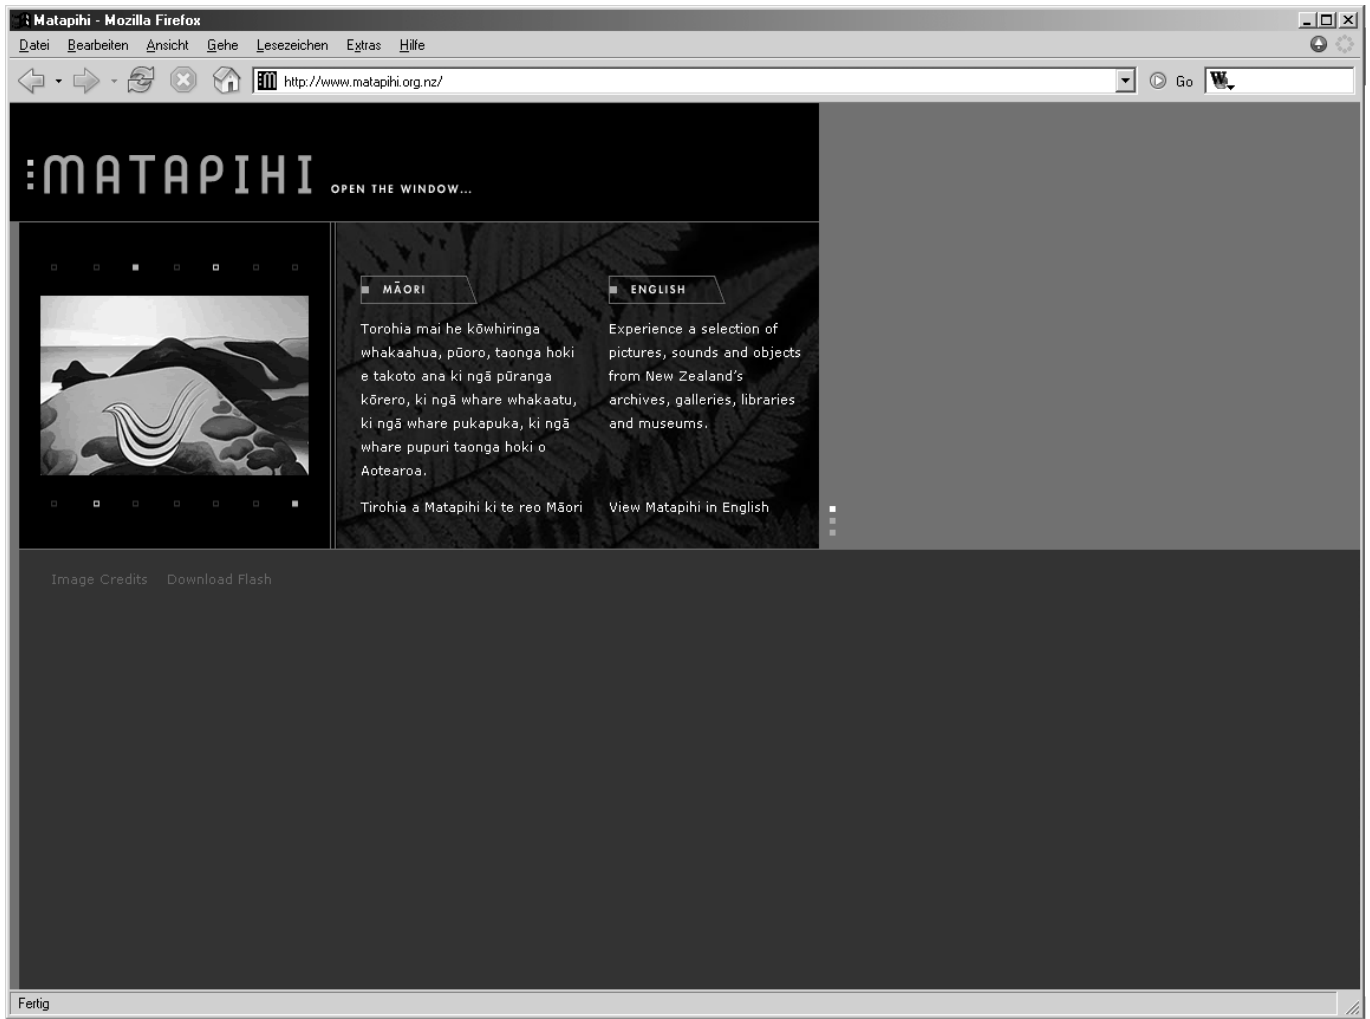 Matapihi - Mozilla Firefox
Datei Bearbeiten Ansicht Gehe Lesezeichen Extras Hilfe
http://www.matapihi.org.nz/ Go
MATAPIHI OPEN THE WINDOW...
MĀORI
Torohia mai he kōwhiringa
whakaahua, pūoro, taonga hoki
e takoto ana ki ngā pūranga
kōrero, ki ngā whare whakaatu,
ki ngā whare pukapuka, ki ngā
whare pupuri taonga hoki o
Aotearoa.
Tirohia a Matapihi ki te reo Māori
ENGLISH
Experience a selection of
pictures, sounds and objects
from New Zealand's
archives, galleries, libraries
and museums.
View Matapihi in English
Image Credits Download Flash
Fertig